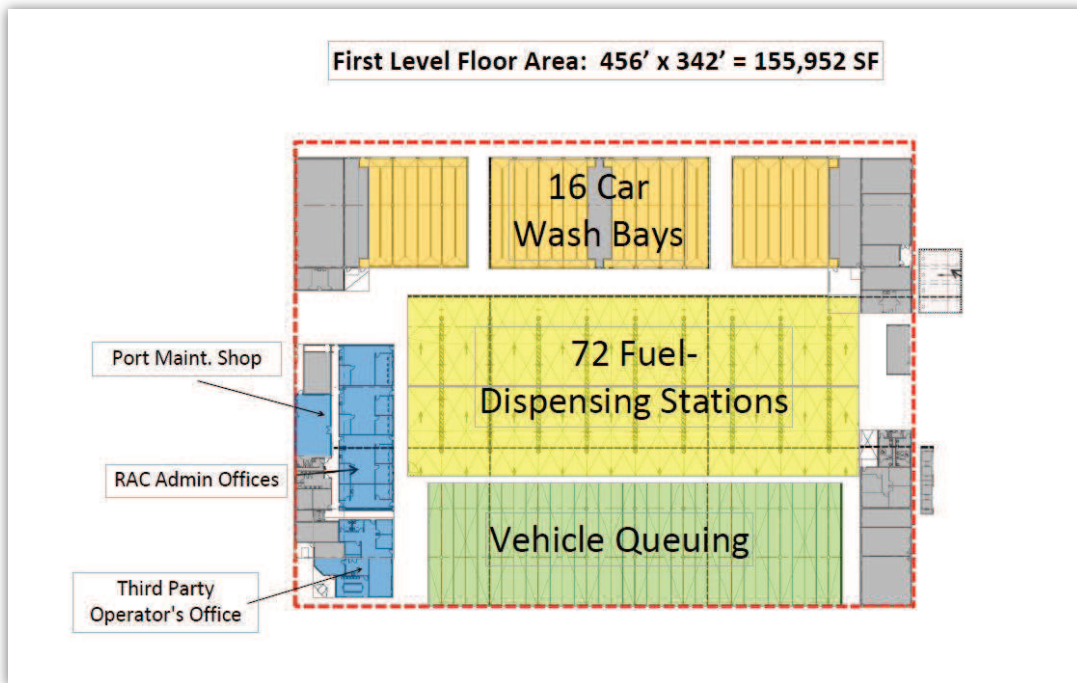 First Level Floor Area: 456’ x 342’ = 155,952 SF
16 Car
Wash Bays
72 Fuel-
Dispensing Stations
Port Maint. Shop
RAC Admin Offices
Vehicle Queuing
Third Party
Operator's Office